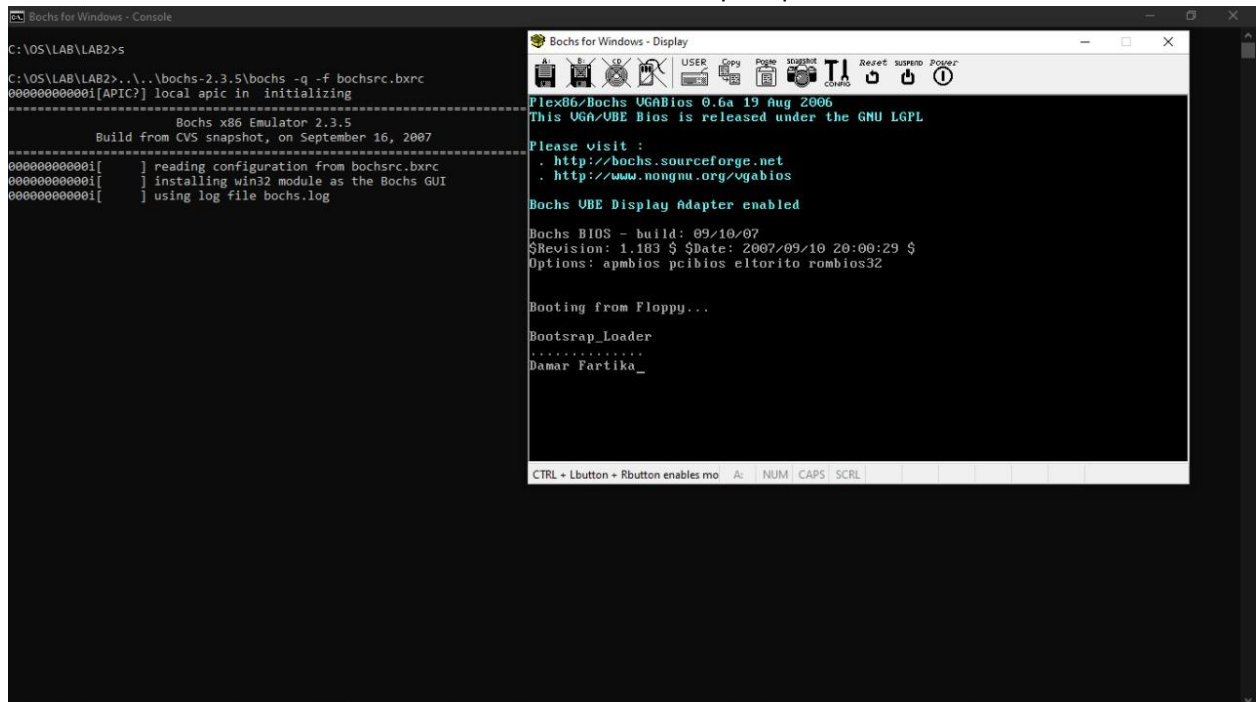 Bochs for Windows - Console
C:\OS\LAB\LAB2>s
C:\OS\LAB\LAB2>..\..\bochs-2.3.5\bochs -q -f bochsrc.bxrc
00000000000i[APIC?] local apic in  initializing
========================================================================
Bochs x86 Emulator 2.3.5
Build from CVS snapshot, on September 16, 2007
========================================================================
00000000000i[     ] reading configuration from bochsrc.bxrc
00000000000i[     ] installing win32 module as the Bochs GUI
00000000000i[     ] using log file bochs.log
Bochs for Windows - Display
A: B: CD USER Copy Paste snapshot CONFIG Reset SUSPEND Power
Plex86/Bochs VGABios 0.6a 19 Aug 2006
This VGA/VBE Bios is released under the GNU LGPL
Please visit :
. http://bochs.sourceforge.net
. http://www.nongnu.org/vgabios
Bochs VBE Display Adapter enabled
Bochs BIOS - build: 09/10/07
$Revision: 1.183 $ $Date: 2007/09/10 20:00:29 $
Options: apmbios pcibios eltorito rombios32
Booting from Floppy...
Bootsrap_Loader
..............
Damar Fartika_
CTRL + Lbutton + Rbutton enables mo A: NUM CAPS SCRL